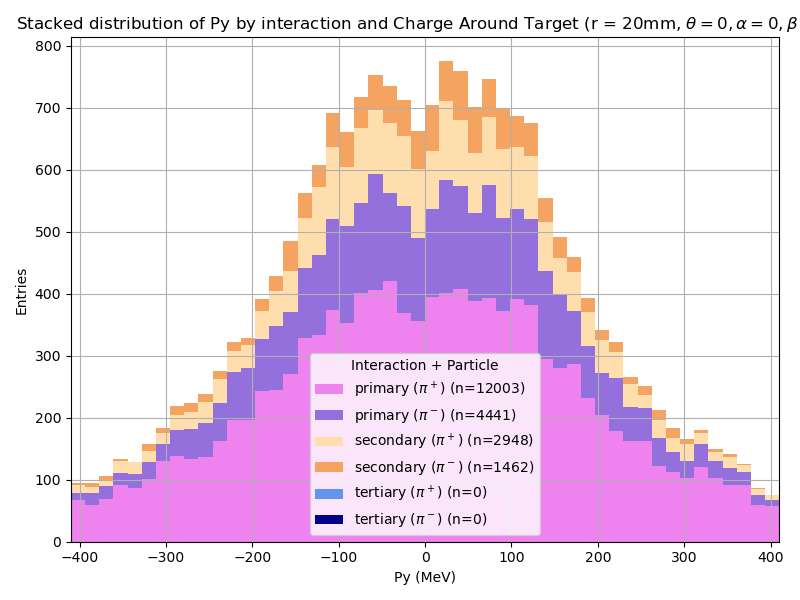 Stacked distribution of Py by interaction and Charge Around Target (r = 20mm, θ = 0, α = 0, β
800
700
600
500
400
300
200
100
0
Entries
Interaction + Particle
primary (π⁺) (n=12003)
primary (π⁻) (n=4441)
secondary (π⁺) (n=2948)
secondary (π⁻) (n=1462)
tertiary (π⁺) (n=0)
tertiary (π⁻) (n=0)
−400 −300 −200 −100 0 100 200 300 400
Py (MeV)